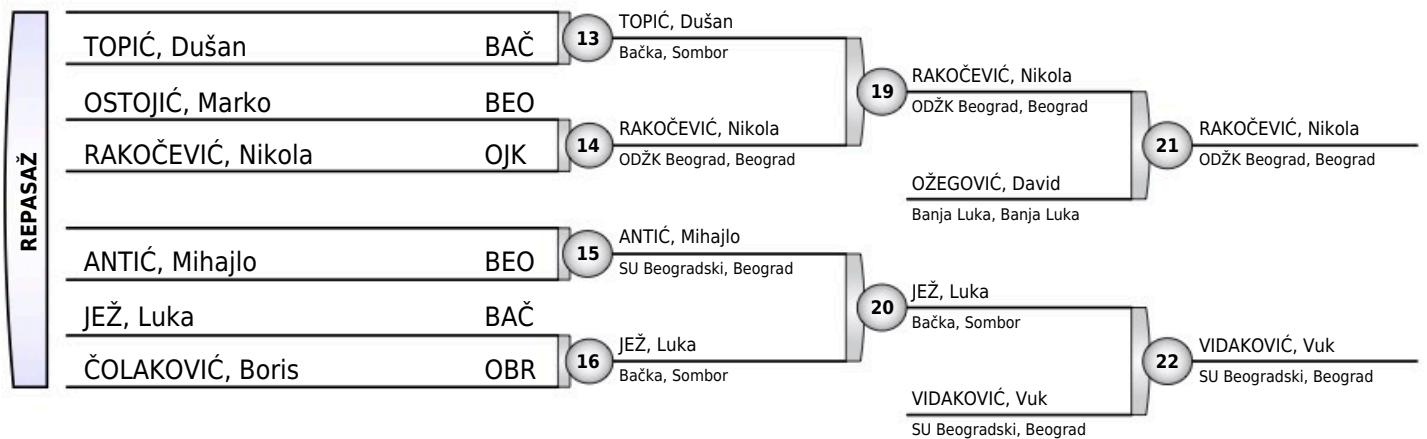 REPASAŽ
TOPIĆ, Dušan BAČ
OSTOJIĆ, Marko BEO
RAKOČEVIĆ, Nikola OJK
ANTIĆ, Mihajlo BEO
JEŽ, Luka BAČ
ČOLAKOVIĆ, Boris OBR
13
TOPIĆ, Dušan
Bačka, Sombor
14
RAKOČEVIĆ, Nikola
ODŽK Beograd, Beograd
15
ANTIĆ, Mihajlo
SU Beogradski, Beograd
16
JEŽ, Luka
Bačka, Sombor
19
RAKOČEVIĆ, Nikola
ODŽK Beograd, Beograd
OŽEGOVIĆ, David
Banja Luka, Banja Luka
20
JEŽ, Luka
Bačka, Sombor
VIDAKOVIĆ, Vuk
SU Beogradski, Beograd
21
RAKOČEVIĆ, Nikola
ODŽK Beograd, Beograd
22
VIDAKOVIĆ, Vuk
SU Beogradski, Beograd